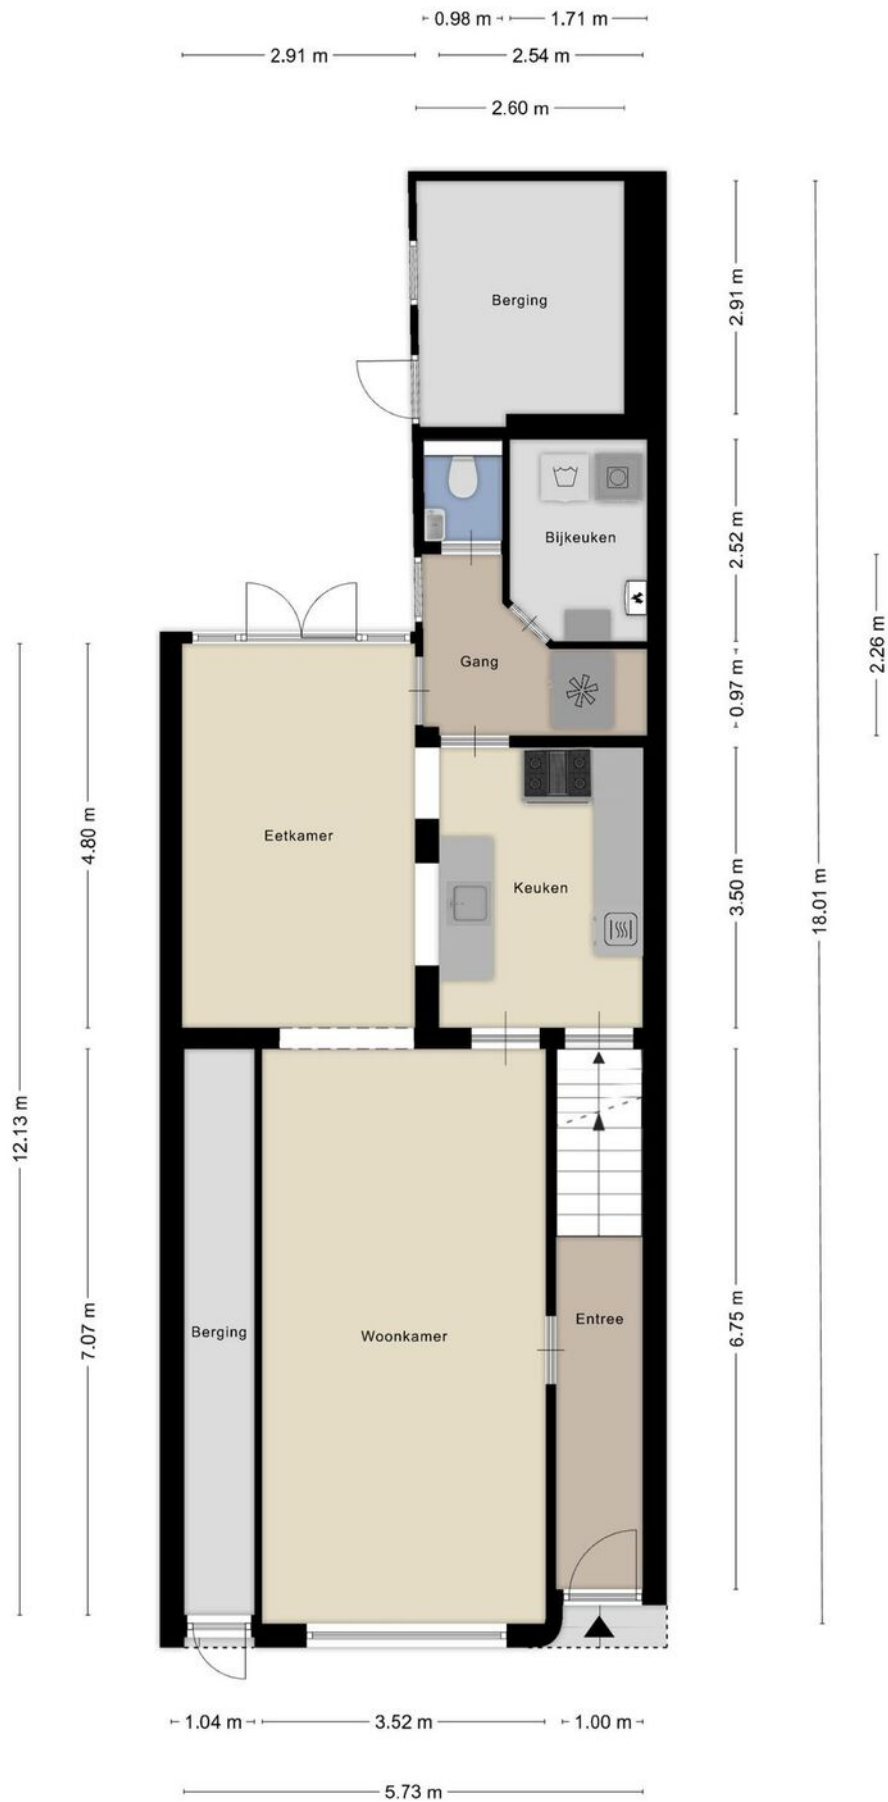 0.98 m
1.71 m
2.91 m
2.54 m
2.60 m
Berging
2.91 m
Bijkeuken
2.52 m
2.26 m
Gang
0.97 m
Eetkamer
4.80 m
Keuken
3.50 m
18.01 m
12.13 m
Berging
Woonkamer
Entree
7.07 m
6.75 m
1.04 m
3.52 m
1.00 m
5.73 m